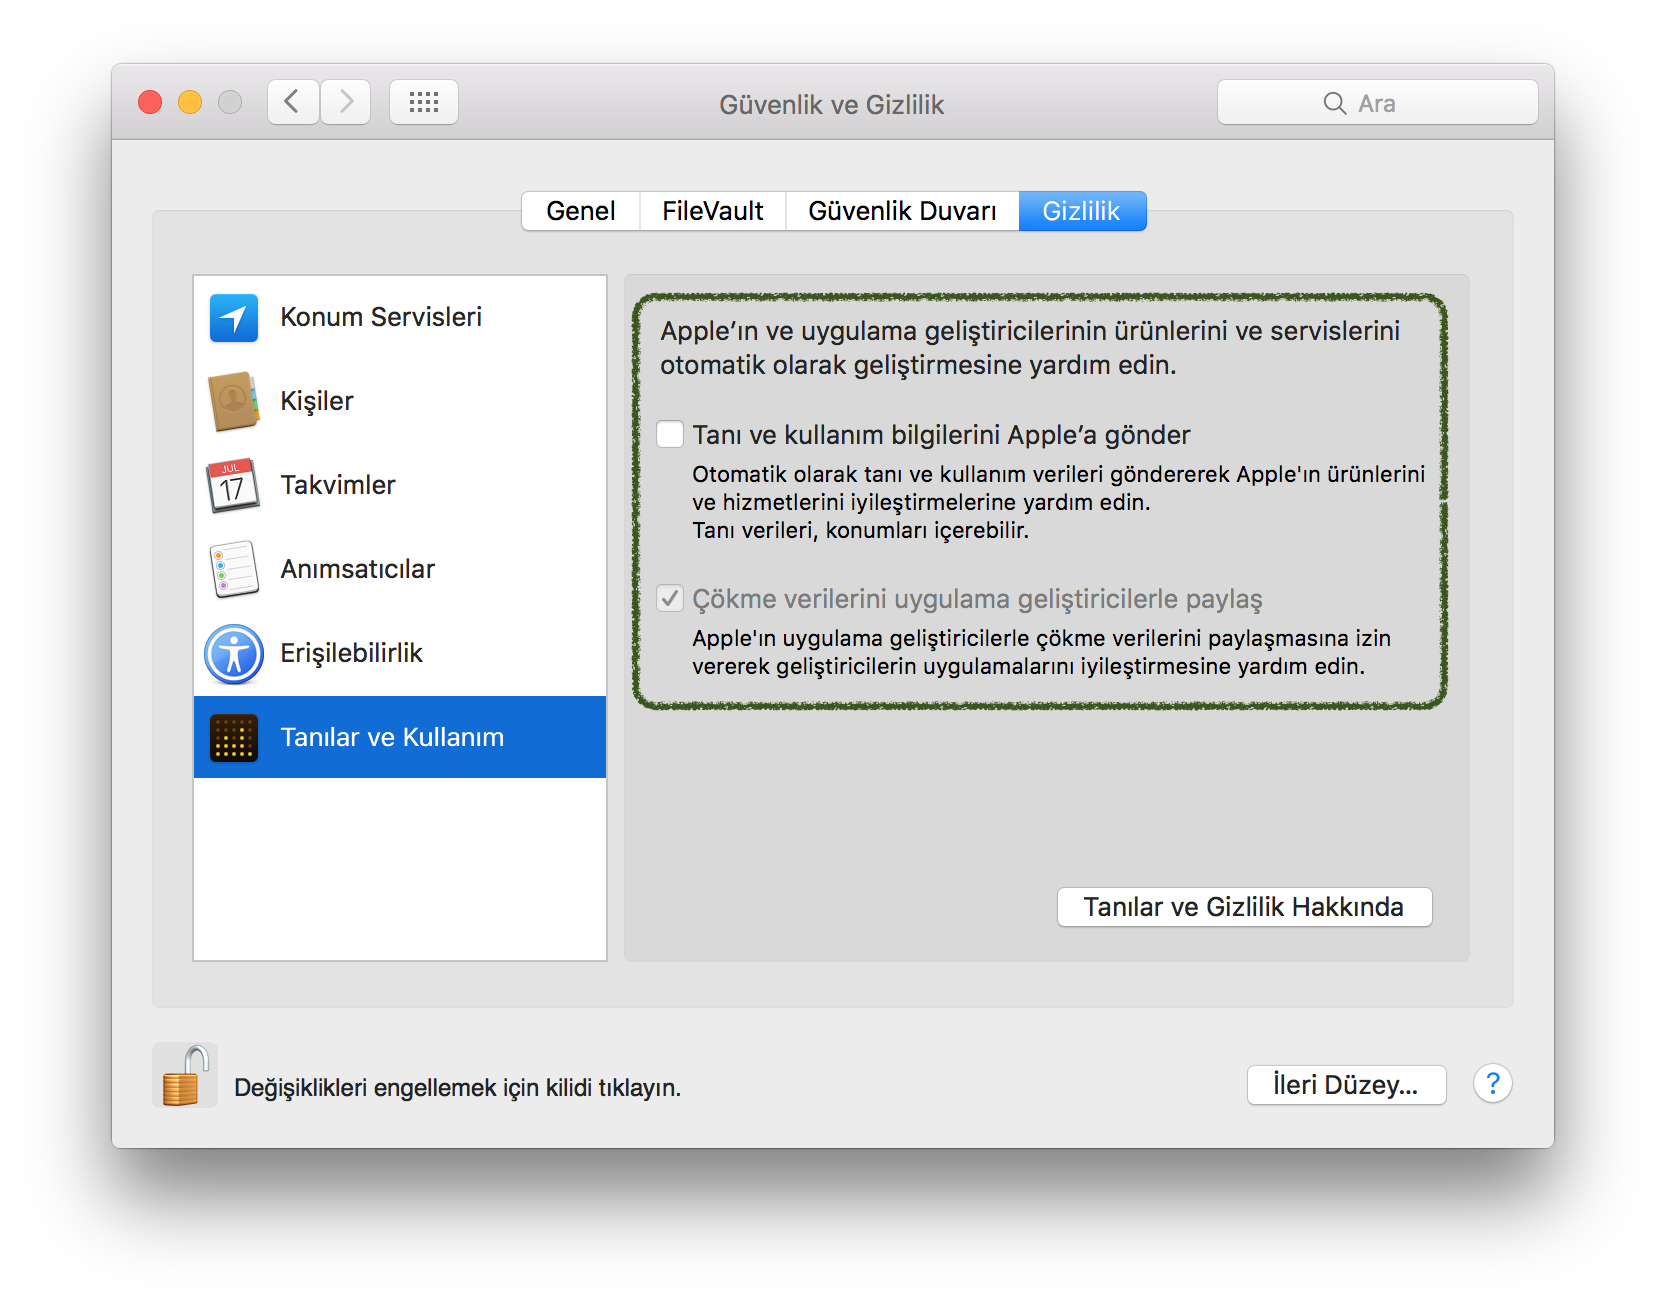 Güvenlik ve Gizlilik
Ara
Genel
FileVault
Güvenlik Duvarı
Gizlilik
Konum Servisleri
Kişiler
JUL
17
Takvimler
Anımsatıcılar
Erişilebilirlik
Tanılar ve Kullanım
Apple’ın ve uygulama geliştiricilerinin ürünlerini ve servislerini
otomatik olarak geliştirmesine yardım edin.
Tanı ve kullanım bilgilerini Apple’a gönder
Otomatik olarak tanı ve kullanım verileri göndererek Apple'ın ürünlerini
ve hizmetlerini iyileştirmelerine yardım edin.
Tanı verileri, konumları içerebilir.
Çökme verilerini uygulama geliştiricilerle paylaş
Apple'ın uygulama geliştiricilerle çökme verilerini paylaşmasına izin
vererek geliştiricilerin uygulamalarını iyileştirmesine yardım edin.
Tanılar ve Gizlilik Hakkında
Değişiklikleri engellemek için kilidi tıklayın.
İleri Düzey...
?